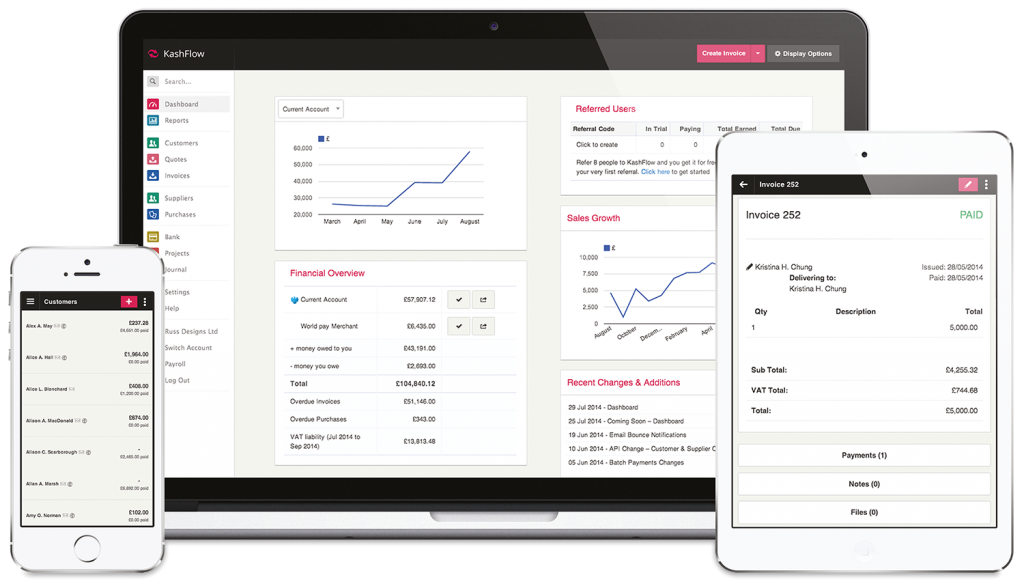 KashFlow
Create Invoice
Display Options
Search...
Dashboard
Reports
Customers
Quotes
Invoices
Suppliers
Purchases
Bank
Projects
Journal
Settings
Help
Russ Designs Ltd
Switch Account
Payroll
Log Out
Current Account
£
60,000
50,000
40,000
30,000
20,000
March April May June July August
Financial Overview
Current Account £57,907.12
World pay Merchant £6,435.00
+ money owed to you £43,191.00
- money you owe £2,693.00
Total £104,840.12
Overdue Invoices £51,146.00
Overdue Purchases £343.00
VAT liability (Jul 2014 to
Sep 2014) £13,813.48
Referred Users
Referral Code In Trial Paying Total Earned Total Due
Click to create 0 0
Refer 8 people to KashFlow and you get it for free
your very first referral. Click here to get started
Sales Growth
£
10,000
7,500
5,000
2,500
0
August October Decem... February April
Recent Changes & Additions
29 Jul 2014 - Dashboard
25 Jul 2014 - Coming Soon – Dashboard
19 Jun 2014 - Email Bounce Notifications
10 Jun 2014 - API Change – Customer & Supplier C
05 Jun 2014 - Batch Payments Changes
Customers
Alex A. May £237.28
£4,551.00 paid
Alice A. Hall £1,964.00
£0.00 paid
Alice L. Blanchard £408.00
£1,200.00 paid
Alison A. MacDonald £674.00
£0.00 paid
Alison C. Scarborough -
£3,465.00 paid
Allan A. Marsh -
£6,892.00 paid
Amy G. Norman £102.00
£0.00 paid
Invoice 252
Invoice 252 PAID
Kristina H. Chung Issued: 28/05/2014
Delivering to: Paid: 28/05/2014
Kristina H. Chung
Qty Description Total
1 5,000.00
Sub Total: £4,255.32
VAT Total: £744.68
Total: £5,000.00
Payments (1)
Notes (0)
Files (0)